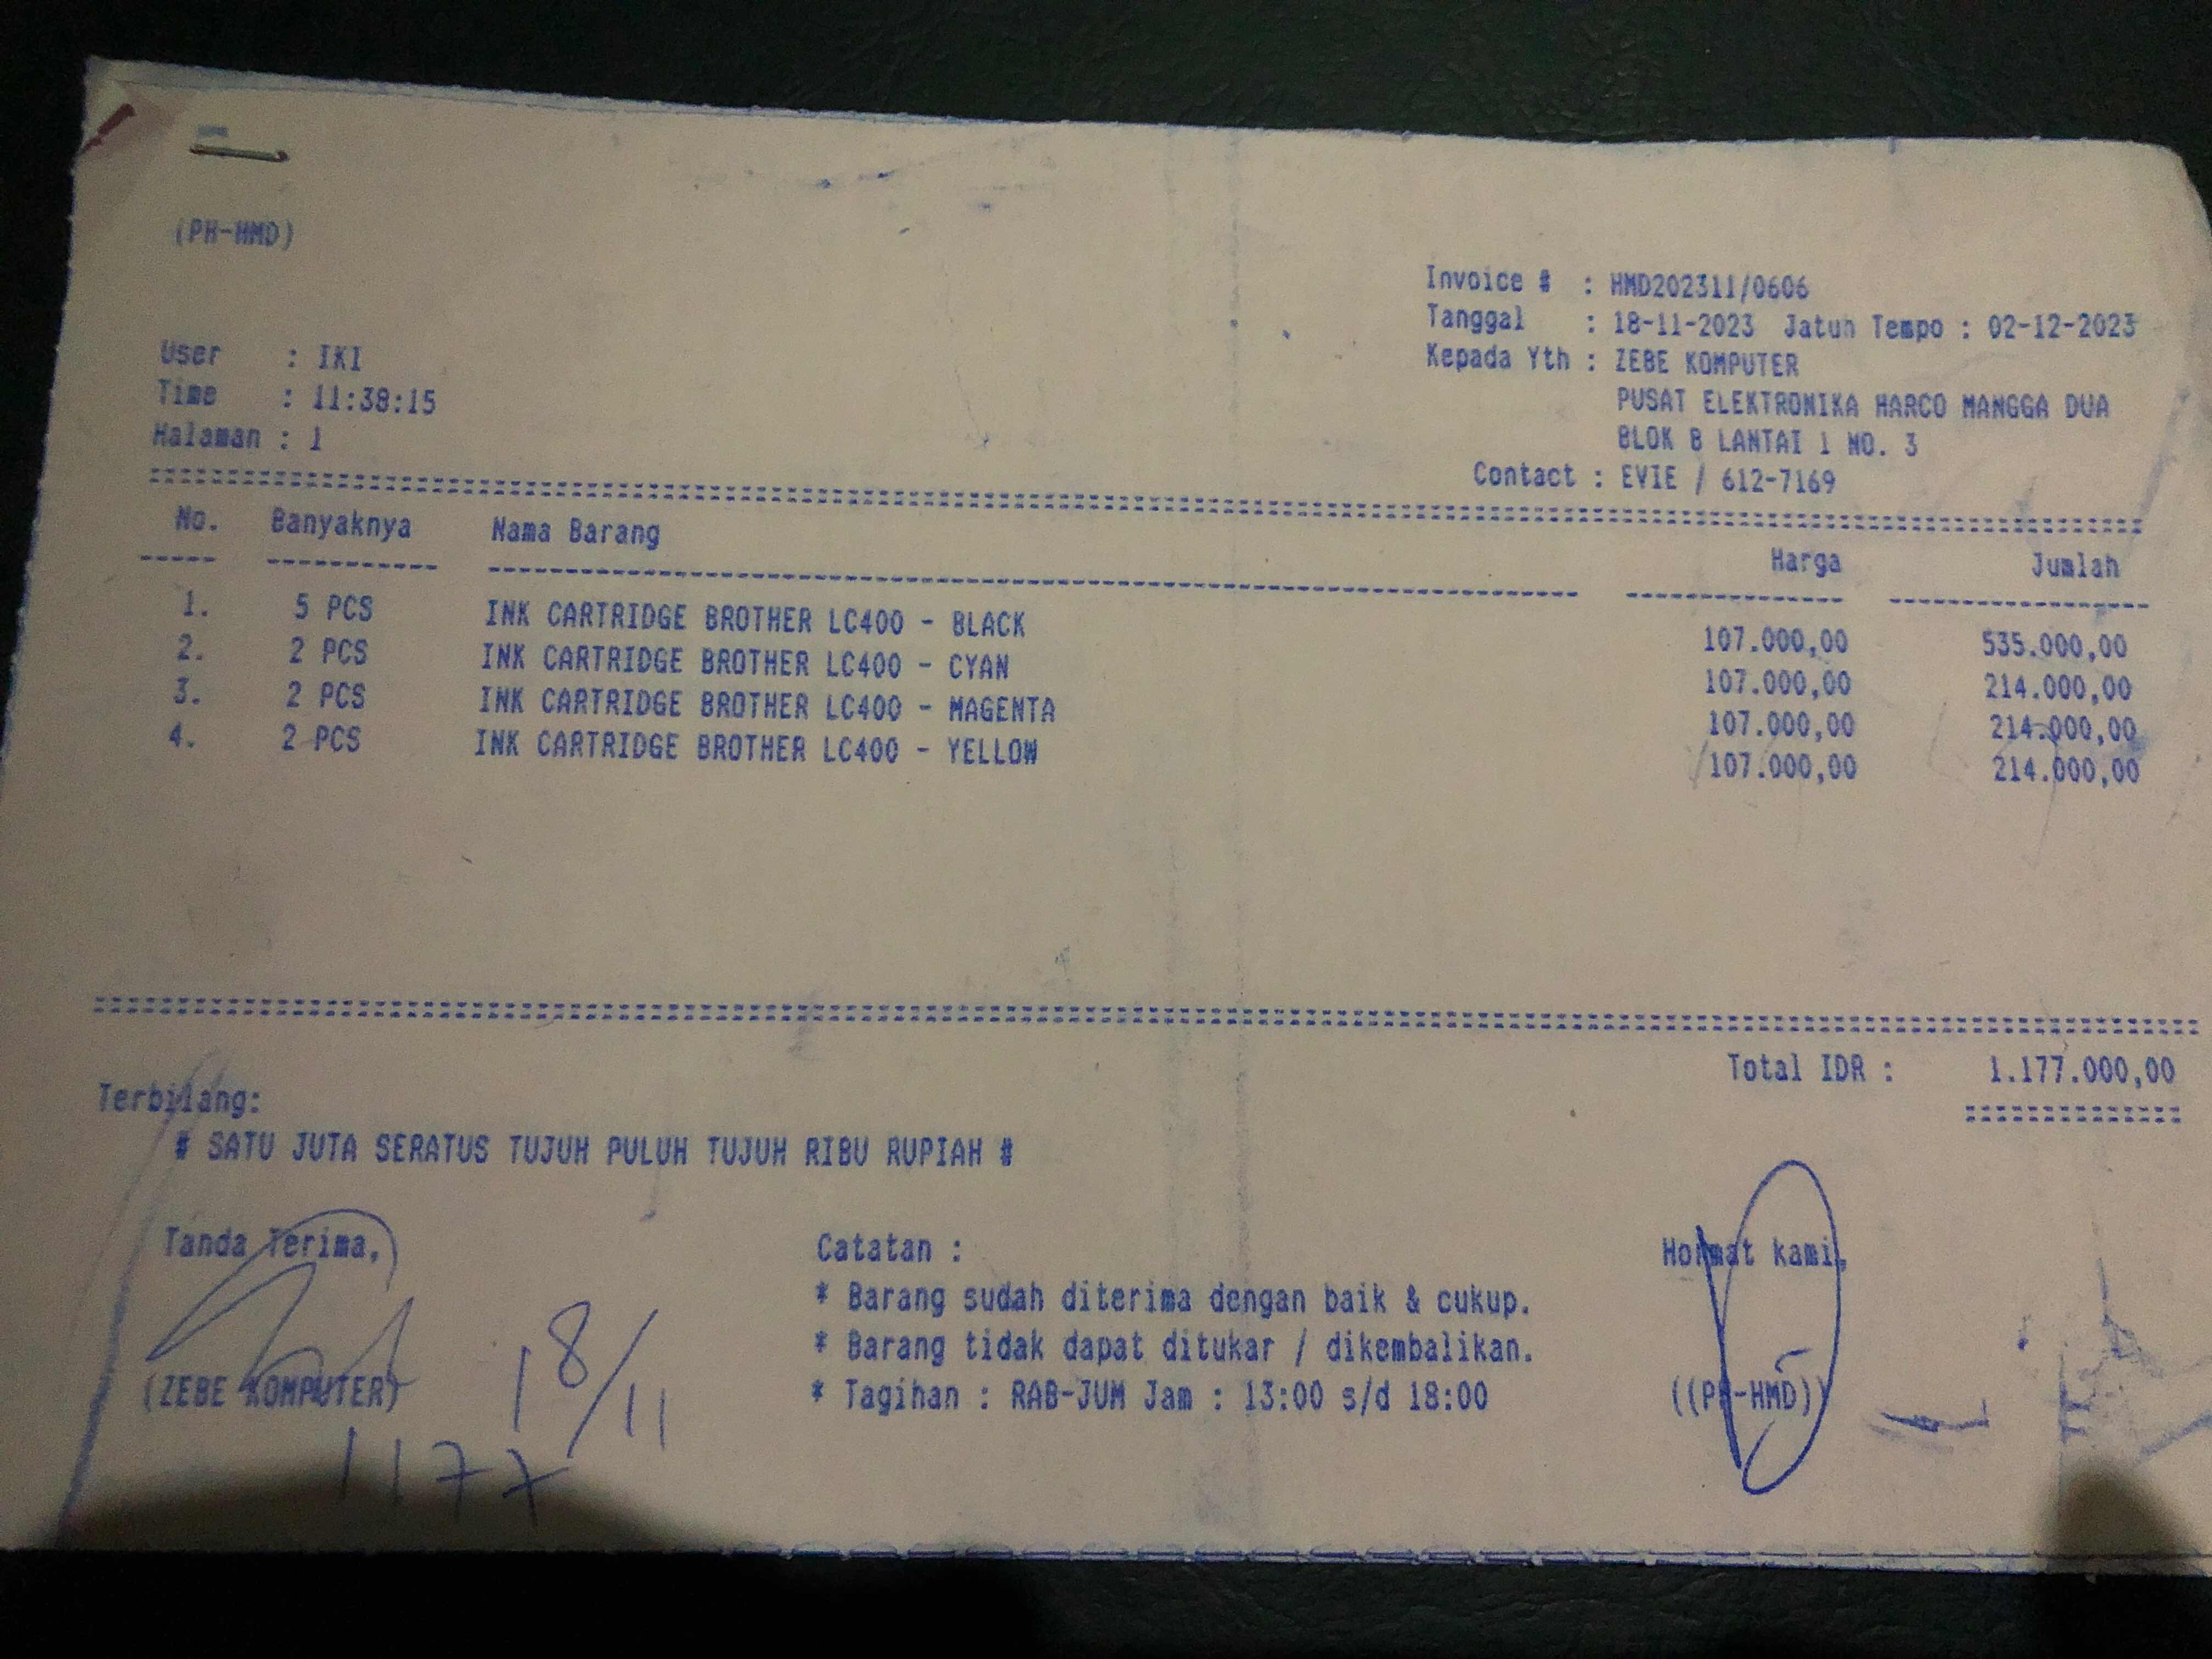 (PH-HMD)
Invoice # : HMD202311/0606
Tanggal : 18-11-2023 Jatuh Tempo : 02-12-2023
User : IKI
Kepada Yth : ZEBE KOMPUTER
Time : 11:38:15
PUSAT ELEKTRONIKA HARCO MANGGA DUA
Halaman : 1
BLOK B LANTAI 1 NO. 3
Contact : EVIE / 612-7169
No. Banyaknya Nama Barang Harga Jumlah
1. 5 PCS INK CARTRIDGE BROTHER LC400 - BLACK 107.000,00 535.000,00
2. 2 PCS INK CARTRIDGE BROTHER LC400 - CYAN 107.000,00 214.000,00
3. 2 PCS INK CARTRIDGE BROTHER LC400 - MAGENTA 107.000,00 214.000,00
4. 2 PCS INK CARTRIDGE BROTHER LC400 - YELLOW 107.000,00 214.000,00
Total IDR : 1.177.000,00
Terbilang:
# SATU JUTA SERATUS TUJUH PULUH TUJUH RIBU RUPIAH #
Tanda Terima, Catatan : Hormat kami,
* Barang sudah diterima dengan baik & cukup.
* Barang tidak dapat ditukar / dikembalikan.
(ZEBE KOMPUTER) 18/11 * Tagihan : RAB-JUM Jam : 13:00 s/d 18:00 ((PH-HMD))
1177